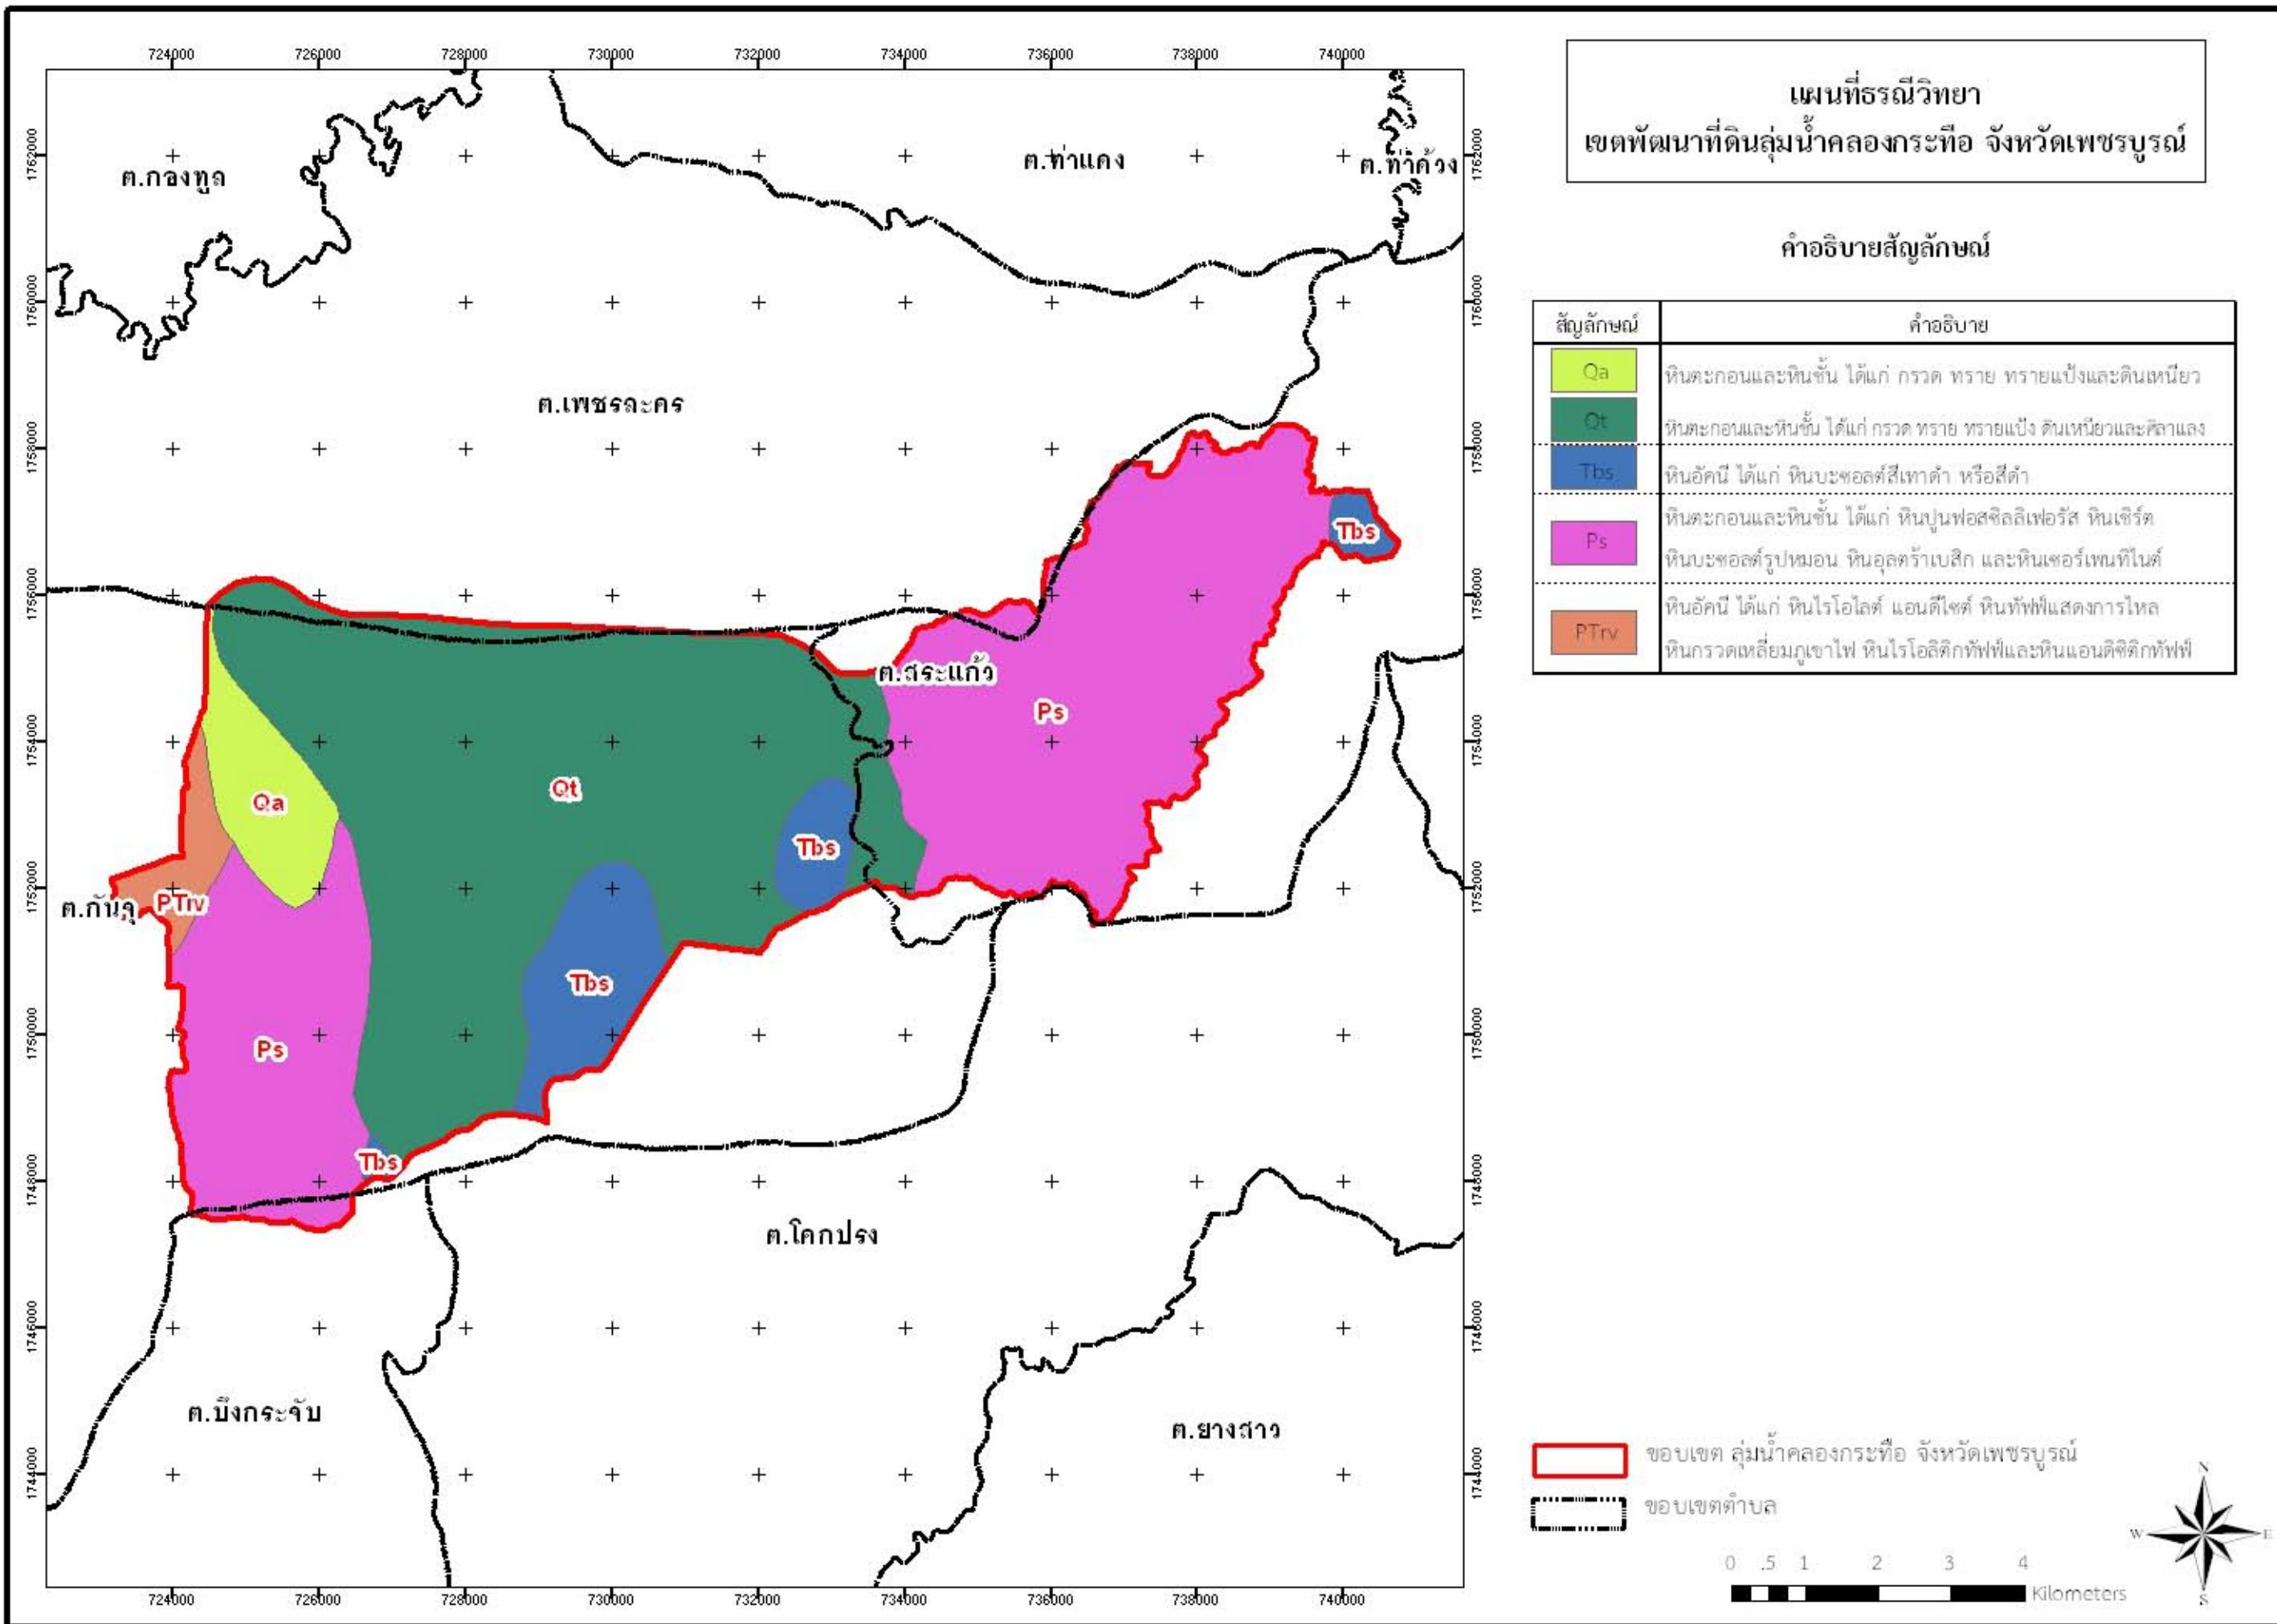 แผนที่ธรณีวิทยา
เขตพัฒนาที่ดินลุ่มน้ำคลองกระทือ จังหวัดเพชรบูรณ์
คำอธิบายสัญลักษณ์
สัญลักษณ์ คำอธิบาย
Qa หินตะกอนและหินชั้น ได้แก่ กรวด ทราย ทรายแป้งและดินเหนียว
Qt หินตะกอนและหินชั้น ได้แก่ กรวด ทราย ทรายแป้ง ดินเหนียวและศิลาแลง
Tbs หินอัคนี ได้แก่ หินบะซอลต์สีเทาดำ หรือสีดำ
Ps หินตะกอนและหินชั้น ได้แก่ หินปูนฟอสซิลลิเฟอรัส หินเชิร์ต
หินบะซอลต์รูปหมอน หินอุลตร้าเบสิก และหินเซอร์เพนทิไนต์
PTrv หินอัคนี ได้แก่ หินไรโอไลต์ แอนดีไซต์ หินทัฟฟ์แสดงการไหล
หินกรวดเหลี่ยมภูเขาไฟ หินไรโอลิติกทัฟฟ์และหินแอนดิซิติกทัฟฟ์
724000 726000 728000 730000 732000 734000 736000 738000 740000
1762000 1762000
ต.กองทูล
ต.ท่าแดง
ต.ท่าด้วง
1760000 1760000
ต.เพชรละคร
1758000 1758000
Tbs
1756000 1756000
ต.สระแก้ว
Ps
1754000 1754000
Qa
Qt
Tbs
1752000 1752000
ต.กันจุ
PTrv
Tbs
1750000 1750000
Ps
Tbs
1748000 1748000
ต.โคกปรง
1746000 1746000
ต.บึงกระจับ
ต.ยางสาว
1744000 1744000
724000 726000 728000 730000 732000 734000 736000 738000 740000
ขอบเขต ลุ่มน้ำคลองกระทือ จังหวัดเพชรบูรณ์
ขอบเขตตำบล
N
W E
S
0 .5 1 2 3 4
Kilometers